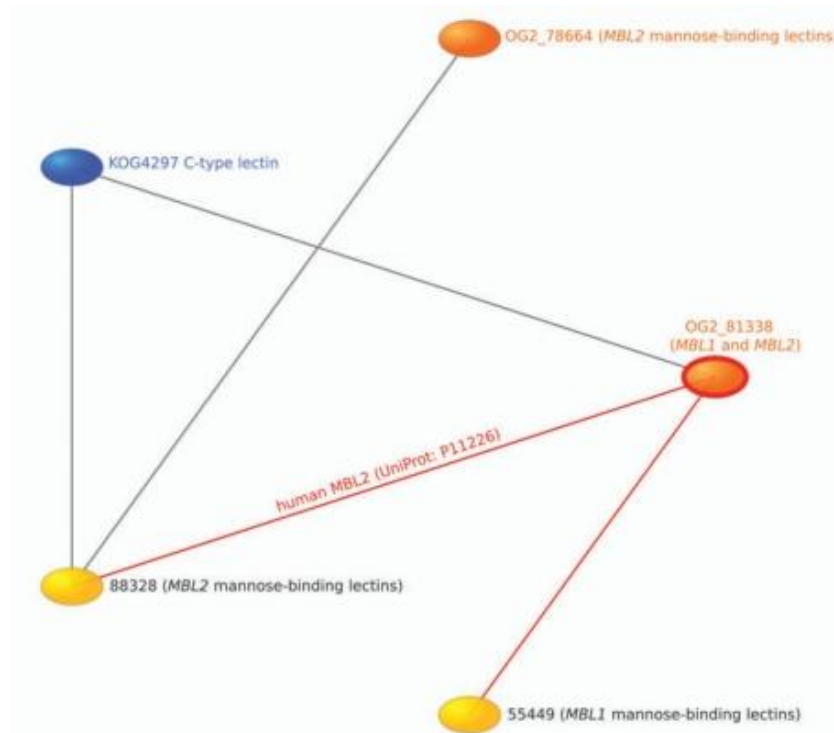 OG2_78664 (MBL2 mannose-binding lectins
KOG4297 C-type lectin
OG2_81338
(MBL1 and MBL2)
human MBL2 (UniProt: P11226)
88328 (MBL2 mannose-binding lectins)
55449 (MBL1 mannose-binding lectins)